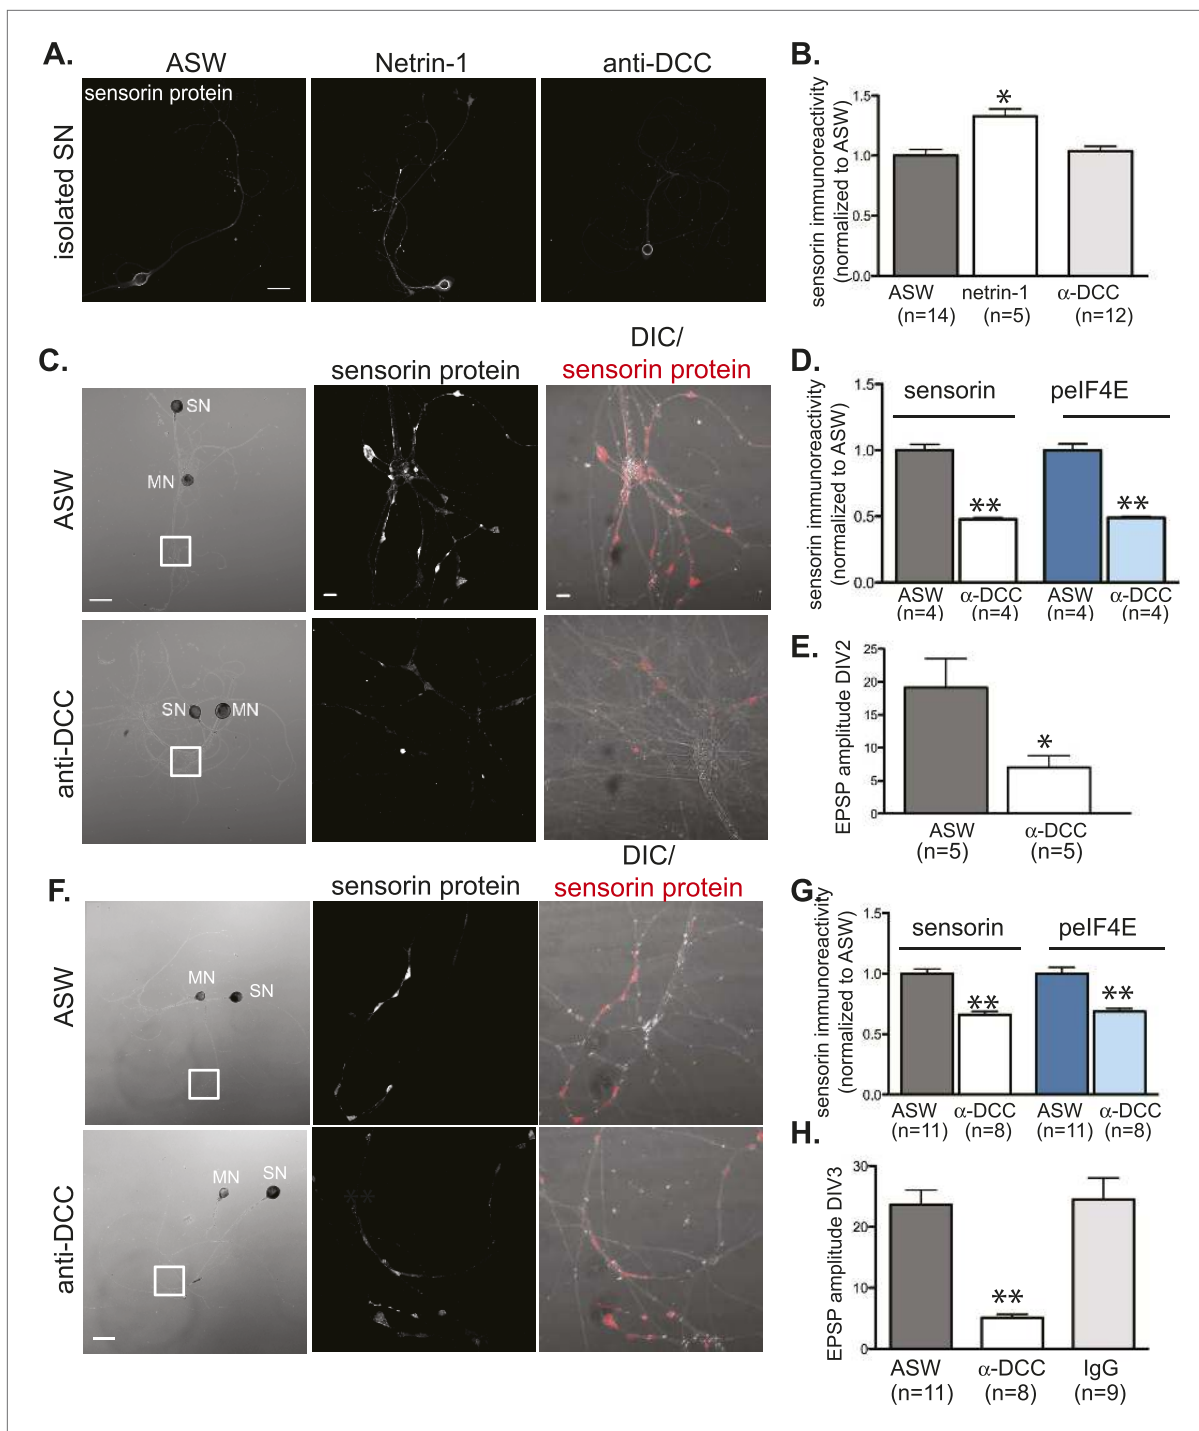 A.
ASW
Netrin-1
anti-DCC
isolated SN
sensorin protein
B.
sensorin immunoreactivity
(normalized to ASW)
1.5
1.0
0.5
0.0
*
ASW netrin-1 α-DCC
(n=14) (n=5) (n=12)
C.
DIC/
sensorin protein sensorin protein
ASW
SN
MN
anti-DCC
SN MN
D.
sensorin immunoreactivity
(normalized to ASW)
1.5
1.0
0.5
0.0
sensorin peIF4E
** **
ASW α-DCC ASW α-DCC
(n=4) (n=4) (n=4) (n=4)
E.
EPSP amplitude DIV2
25
20
15
10
5
0
*
ASW α-DCC
(n=5) (n=5)
F.
DIC/
sensorin protein sensorin protein
ASW
MN SN
anti-DCC
MN SN
**
G.
sensorin immunoreactivity
(normalized to ASW)
1.5
1.0
0.5
0.0
sensorin peIF4E
** **
ASW α-DCC ASW α-DCC
(n=11) (n=8) (n=11) (n=8)
H.
EPSP amplitude DIV3
30
20
10
0
**
ASW α-DCC IgG
(n=11) (n=8) (n=9)